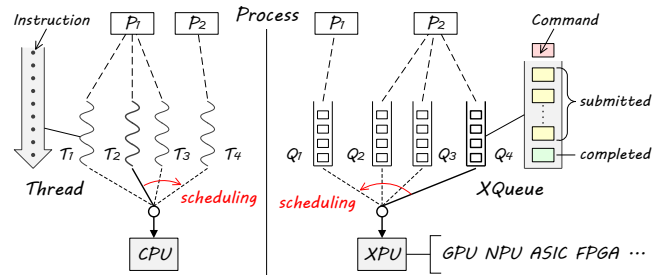 Process
Instruction
P1
P2
T1
T2
T3
T4
Thread
scheduling
CPU
P1
P2
Command
submitted
completed
Q1
Q2
Q3
Q4
XQueue
scheduling
XPU
GPU NPU ASIC FPGA ···